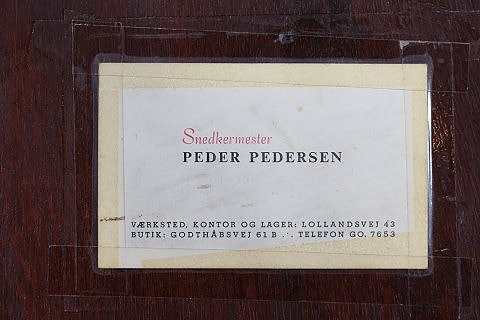 Snedkermester
PEDER PEDERSEN
VÆRKSTED, KONTOR OG LAGER: LOLLANDSVEJ 43
BUTIK: GODTHÅBSVEJ 61 B .·. TELEFON GO. 7653